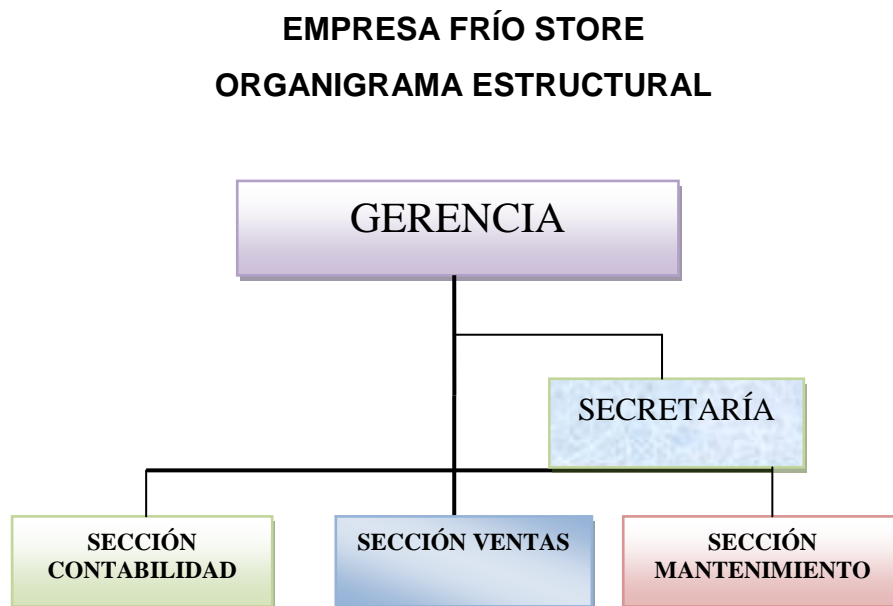 EMPRESA FRÍO STORE
ORGANIGRAMA ESTRUCTURAL
GERENCIA
SECRETARÍA
SECCIÓN
CONTABILIDAD
SECCIÓN VENTAS
SECCIÓN
MANTENIMIENTO